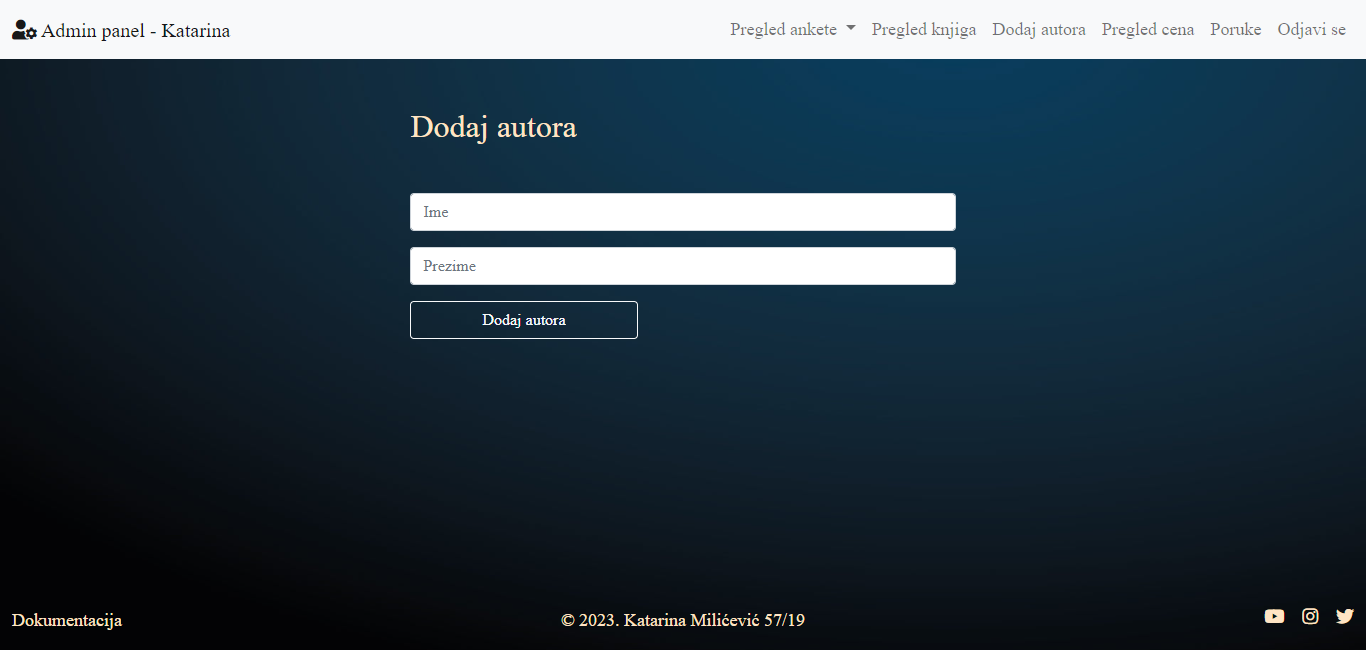 Admin panel - Katarina
Pregled ankete
Pregled knjiga
Dodaj autora
Pregled cena
Poruke
Odjavi se
Dodaj autora
Ime
Prezime
Dodaj autora
Dokumentacija
© 2023. Katarina Milićević 57/19